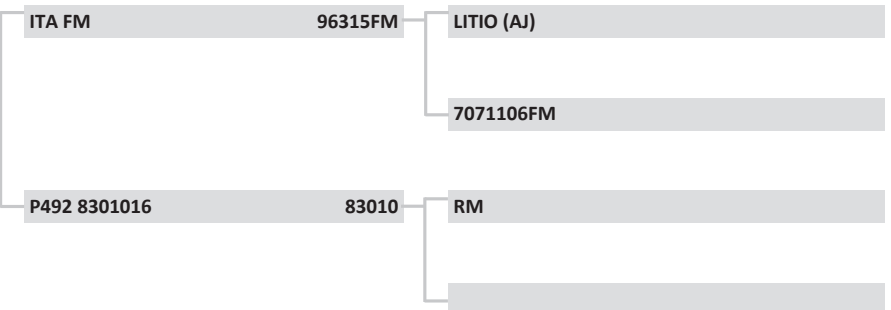 ITA FM 96315FM
LITIO (AJ)
7071106FM
P492 8301016 83010
RM